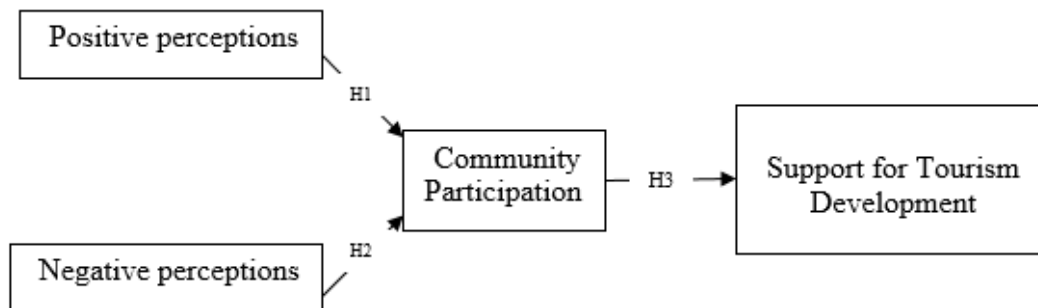 Positive perceptions
H1
Community
Participation
H3
Support for Tourism
Development
H2
Negative perceptions